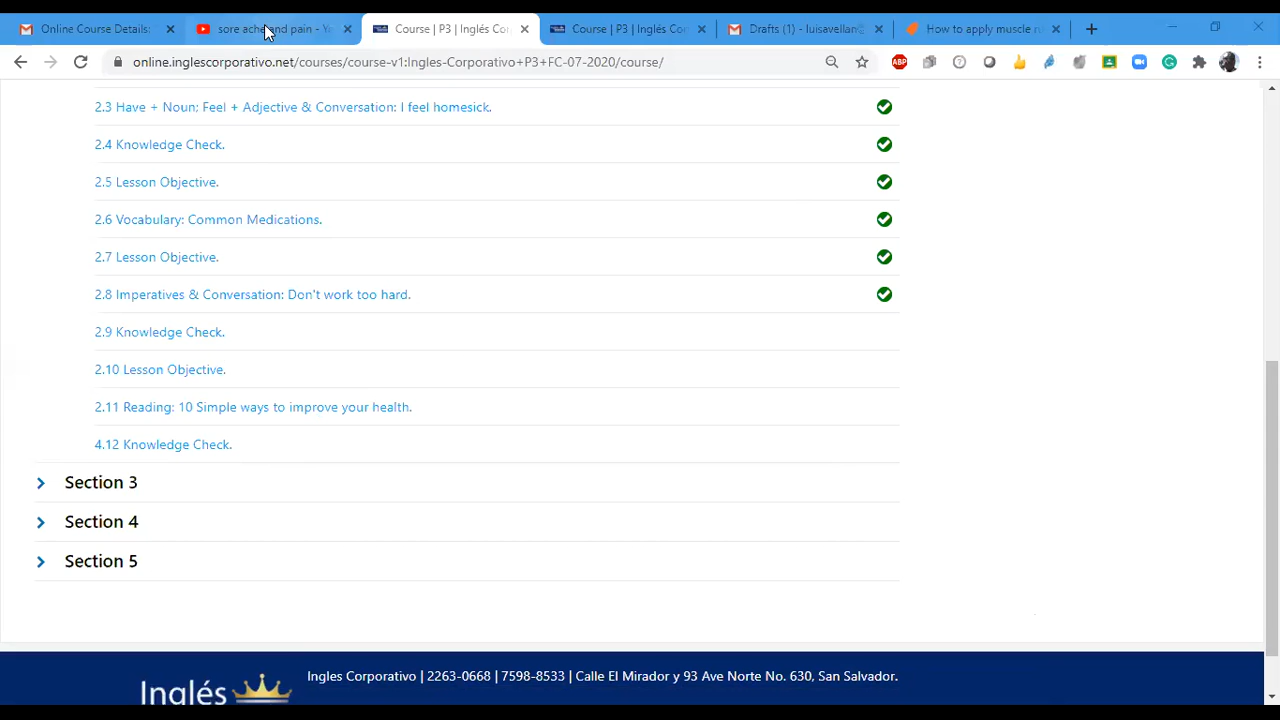 Online Course Details:
sore ache and pain - Y
Course | P3 | Inglés Cor
Course | P3 | Inglés Co
Drafts (1) - luisavellan
How to apply muscle ru
online.inglescorporativo.net/courses/course-v1:Ingles-Corporativo+P3+FC-07-2020/course/
ABP
2.3 Have + Noun; Feel + Adjective & Conversation: I feel homesick.
2.4 Knowledge Check.
2.5 Lesson Objective.
2.6 Vocabulary: Common Medications.
2.7 Lesson Objective.
2.8 Imperatives & Conversation: Don't work too hard.
2.9 Knowledge Check.
2.10 Lesson Objective.
2.11 Reading: 10 Simple ways to improve your health.
4.12 Knowledge Check.
Section 3
Section 4
Section 5
Ingles Corporativo | 2263-0668 | 7598-8533 | Calle El Mirador y 93 Ave Norte No. 630, San Salvador.
Inglés